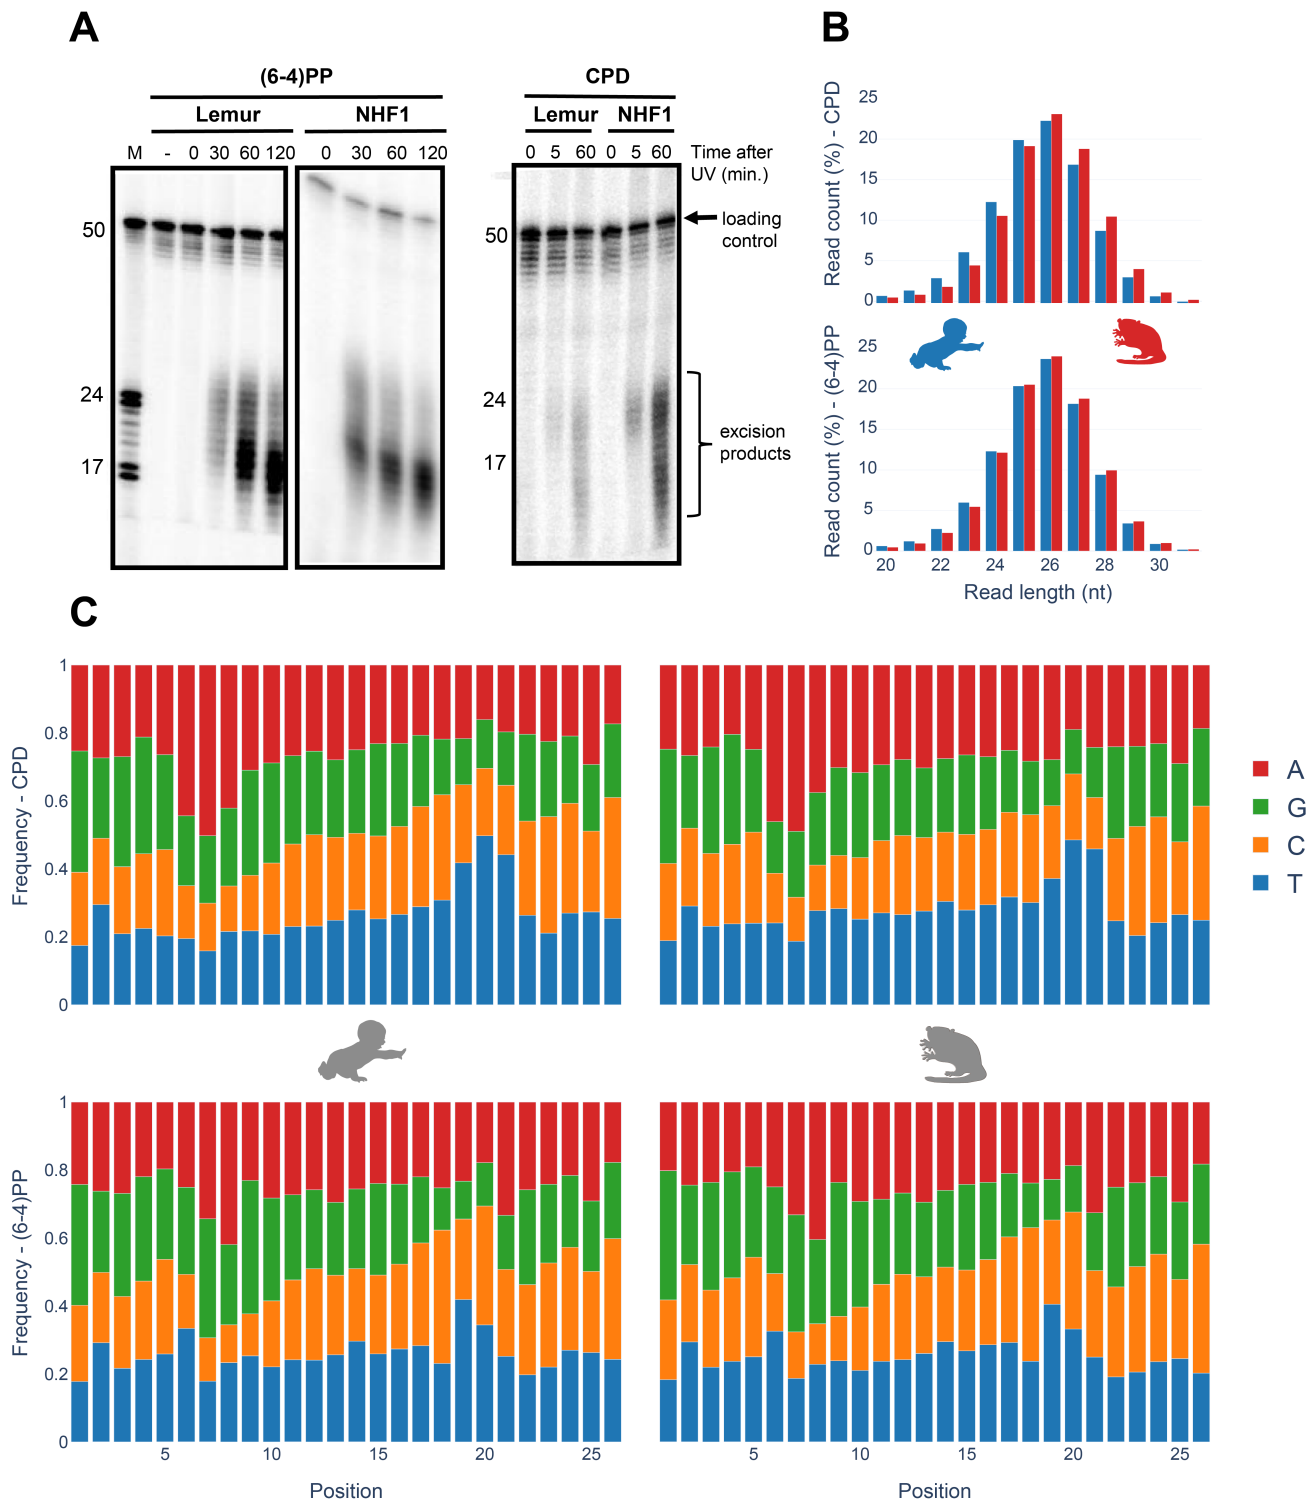 A
(6-4)PP
Lemur
NHF1
M - 0 30 60 120
0 30 60 120
50
24
17
CPD
Lemur NHF1
0 5 60 0 5 60
Time after
UV (min.)
50
24
17
loading
control
excision
products
B
Read count (%) - CPD
25
20
15
10
5
0
Read count (%) - (6-4)PP
25
20
15
10
5
0
20 22 24 26 28 30
Read length (nt)
C
Frequency - CPD
1
0.8
0.6
0.4
0.2
0
A
G
C
T
Frequency - (6-4)PP
1
0.8
0.6
0.4
0.2
0
5 10 15 20 25
Position
5 10 15 20 25
Position